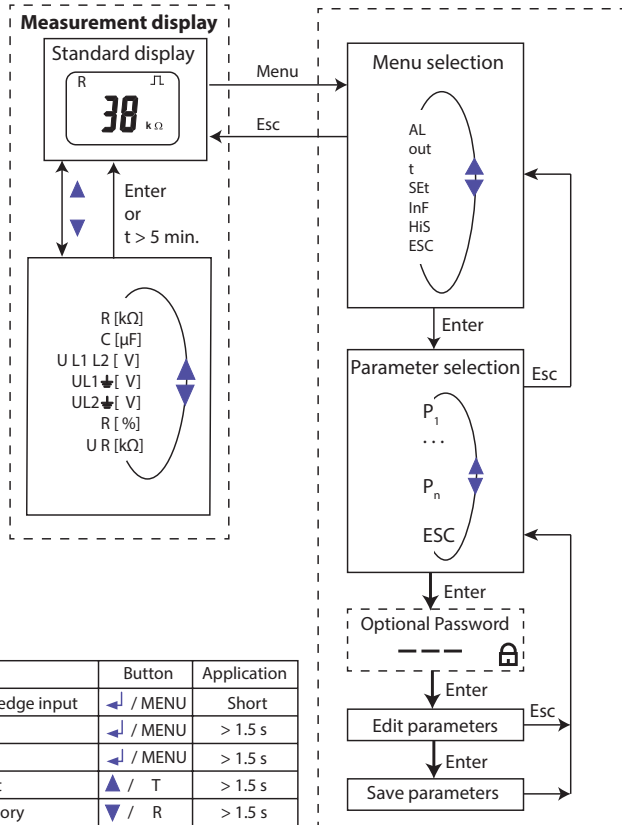 Measurement display
Standard display
R
38 kΩ
Menu
Esc
Enter
or
t > 5 min.
R [kΩ]
C [µF]
U L1 L2 [ V]
UL1⏚[ V]
UL2⏚[ V]
R [ %]
U R [kΩ]
Menu selection
AL
out
t
SEt
InF
HiS
ESC
Enter
Parameter selection
Esc
P1
...
Pn
ESC
Enter
Optional Password
Enter
Edit parameters
Esc
Enter
Save parameters
Button Application
edge input ↵ / MENU Short
↵ / MENU > 1.5 s
↵ / MENU > 1.5 s
t ▲ / T > 1.5 s
ory ▼ / R > 1.5 s